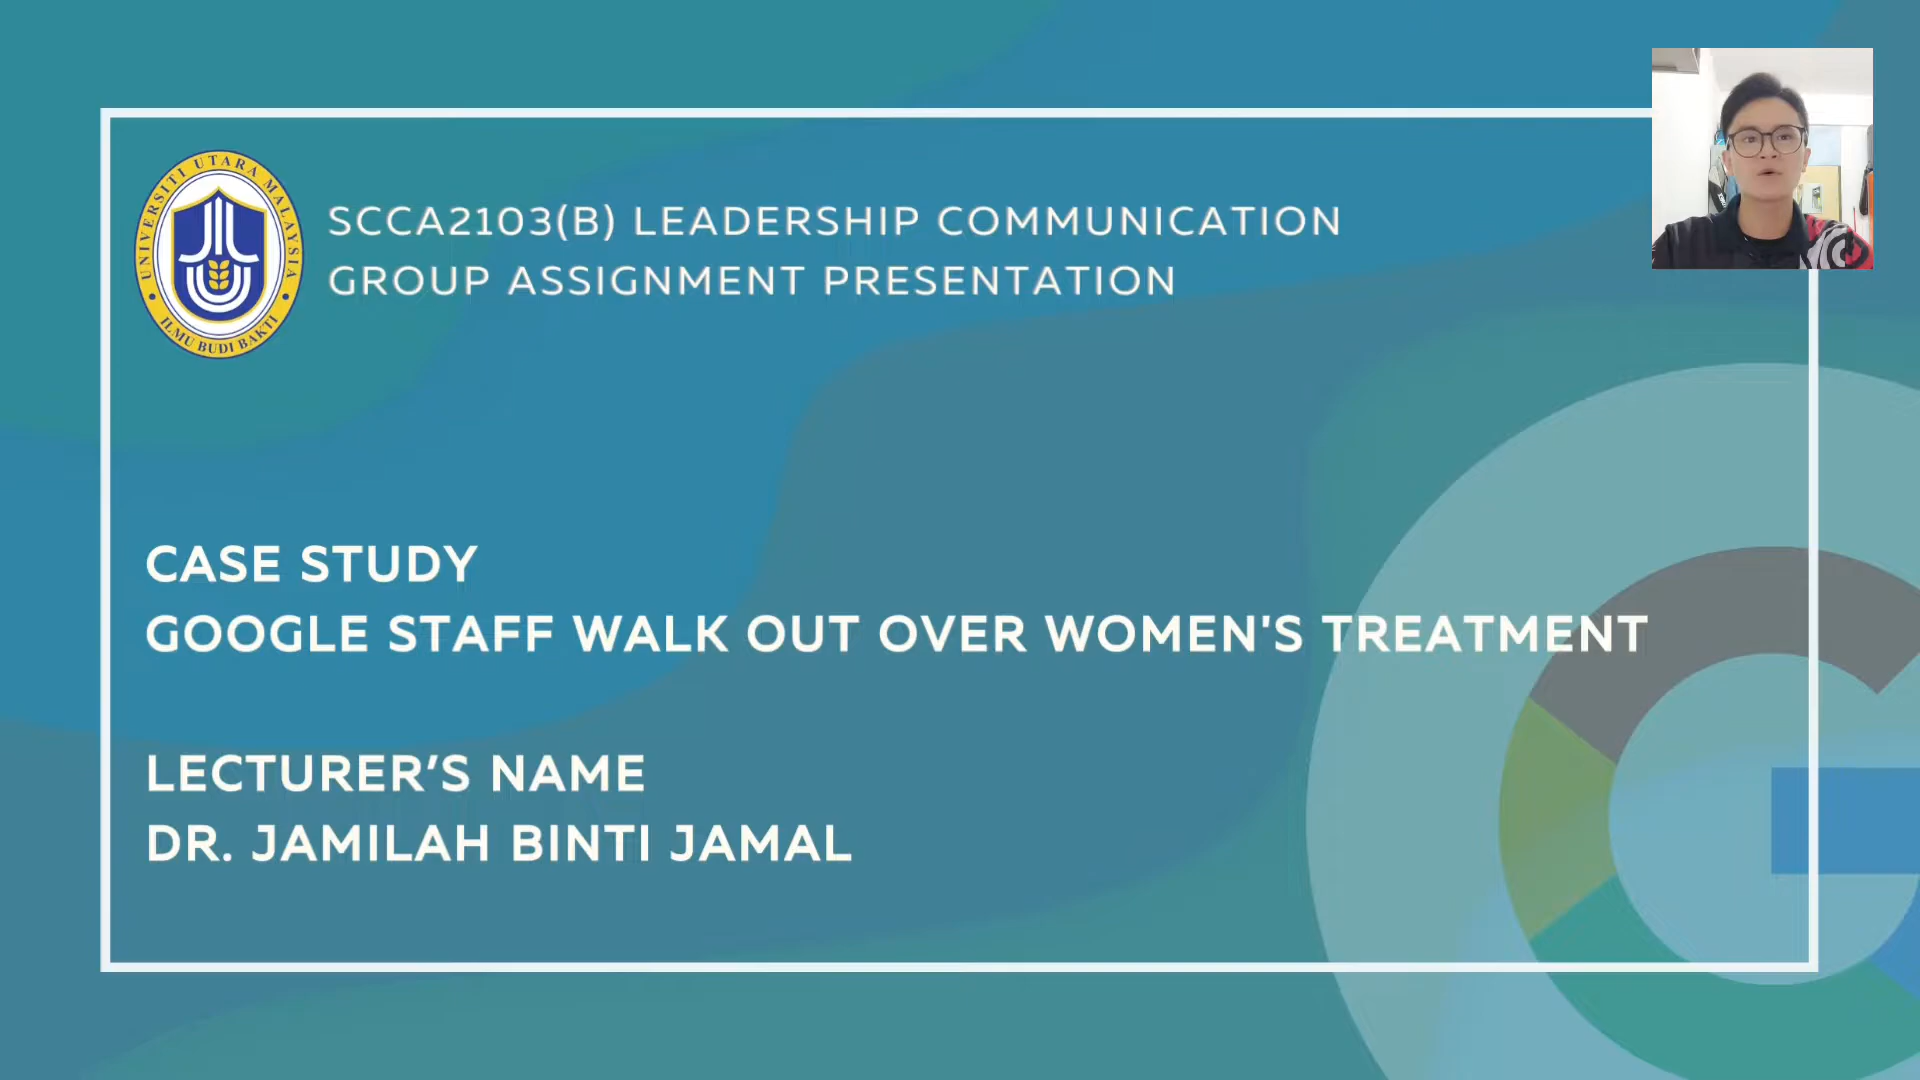 UNIVERSITI UTARA MALAYSIA
ILMU BUDI BAKTI
SCCA2103(B) LEADERSHIP COMMUNICATION
GROUP ASSIGNMENT PRESENTATION
CASE STUDY
GOOGLE STAFF WALK OUT OVER WOMEN'S TREATMENT
LECTURER’S NAME
DR. JAMILAH BINTI JAMAL